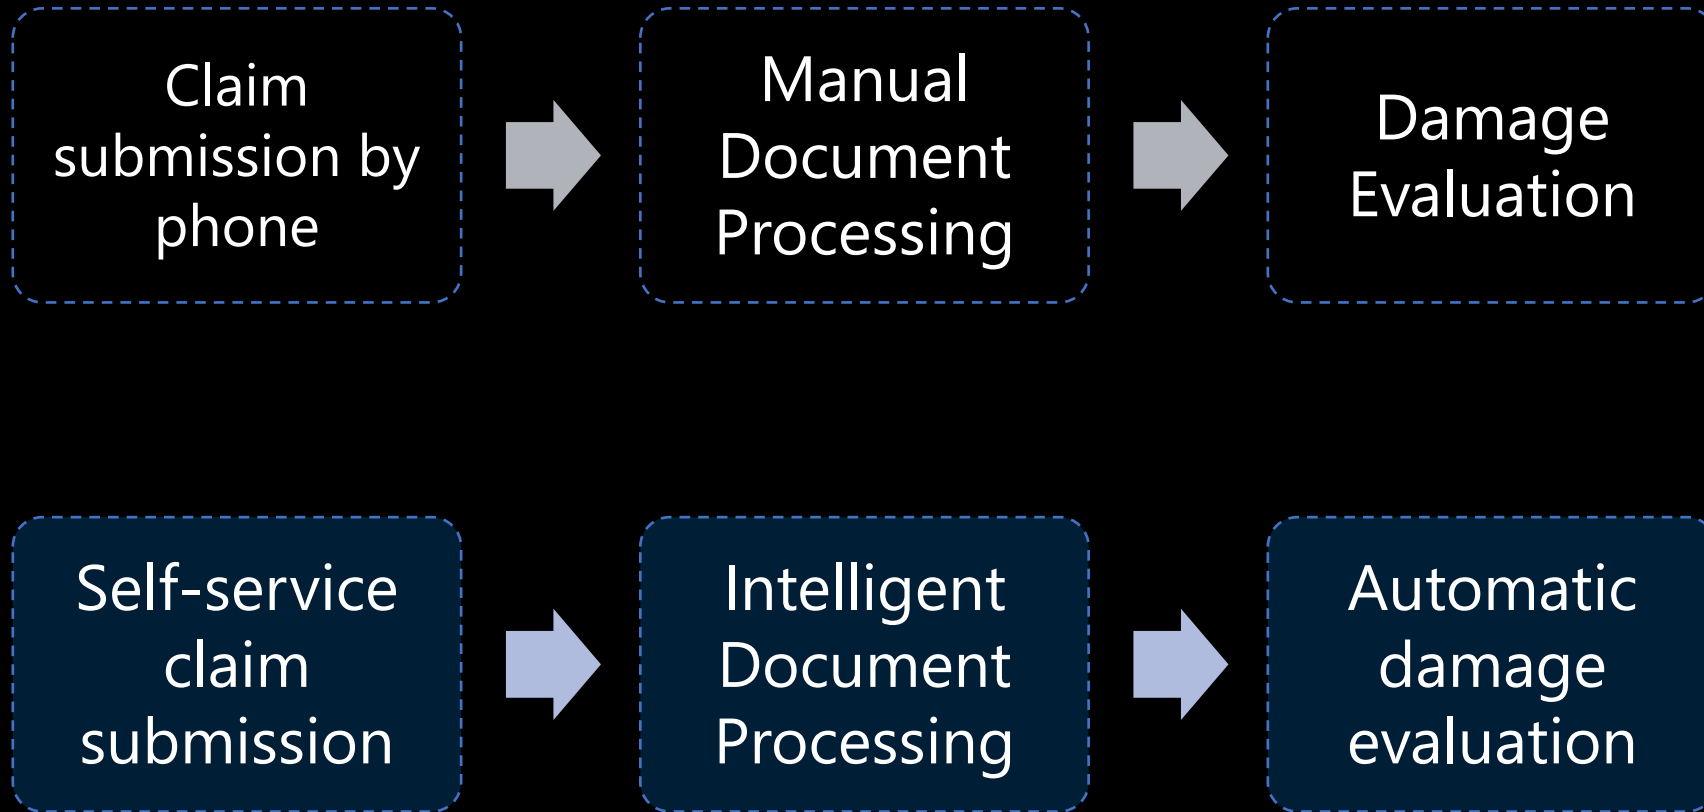 Claim
submission by
phone
Manual
Document
Processing
Damage
Evaluation
Self-service
claim
submission
Intelligent
Document
Processing
Automatic
damage
evaluation